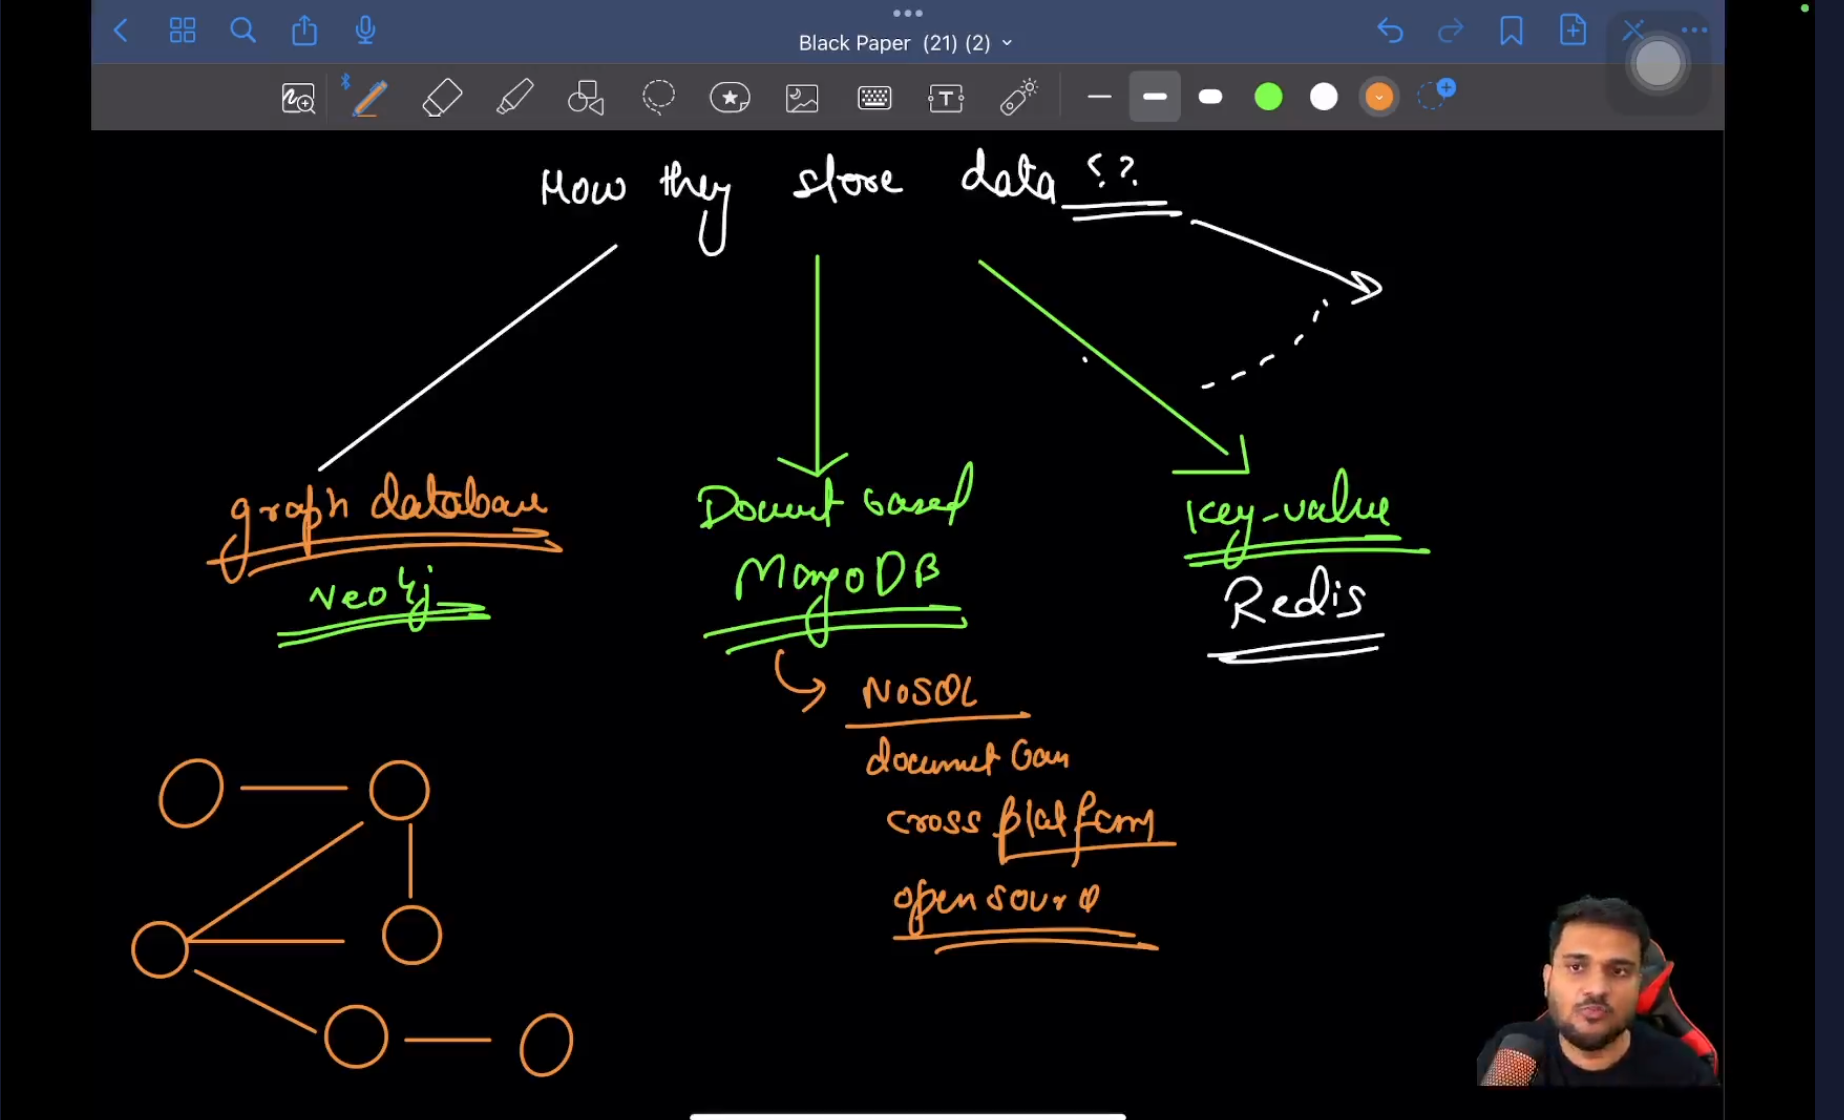 Black Paper (21) (2)
How they store data ??
graph database
Neo4j
Document based
MongoDB
Key-value
Redis
NoSQL
document
cross platform
open source